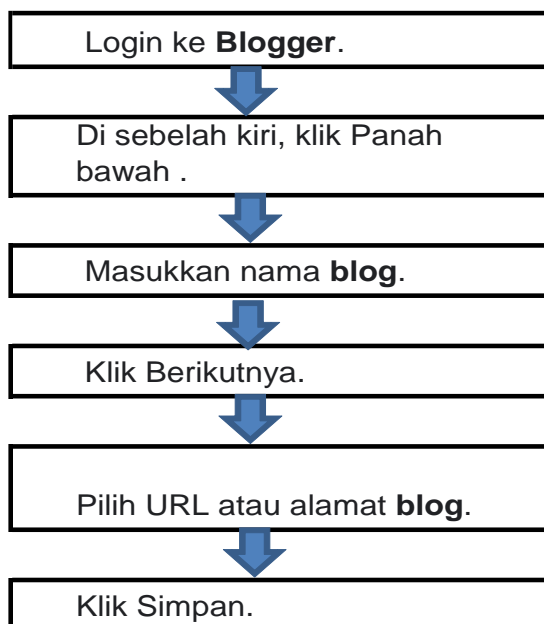 Login ke Blogger.
Di sebelah kiri, klik Panah
bawah .
Masukkan nama blog.
Klik Berikutnya.
Pilih URL atau alamat blog.
Klik Simpan.